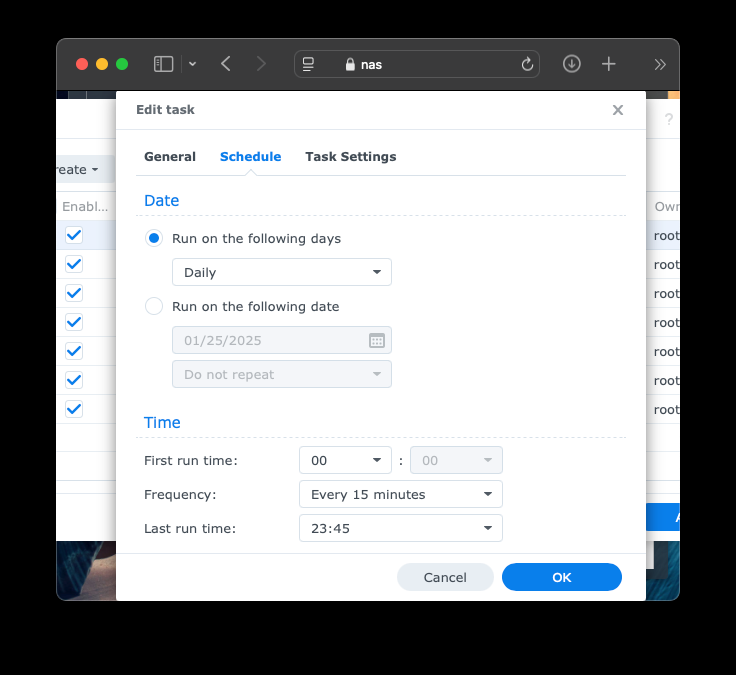 nas
Edit task
?
General Schedule Task Settings
reate
Enabl...
Own
Date
Run on the following days
root
Daily
root
root
Run on the following date
root
01/25/2025
root
Do not repeat
root
root
Time
First run time: 00 : 00
Frequency: Every 15 minutes
Last run time: 23:45
A
Cancel OK